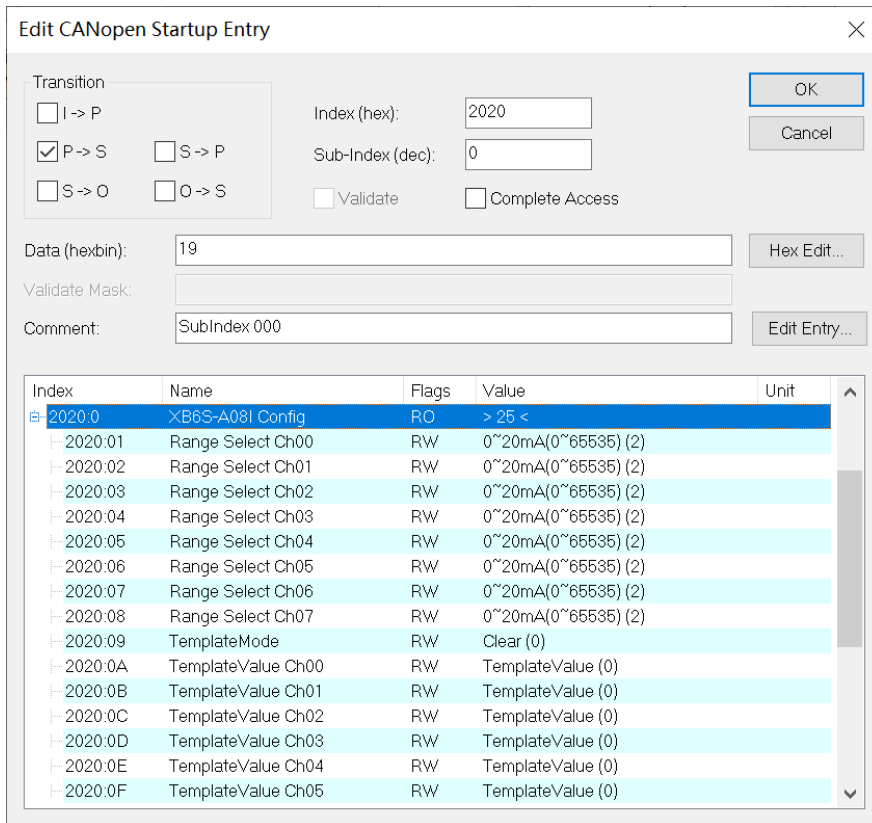 Edit CANopen Startup Entry
Transition
I -> P
P -> S
S -> P
S -> O
O -> S
Index (hex): 2020
Sub-Index (dec): 0
Validate
Complete Access
OK
Cancel
Data (hexbin): 19
Hex Edit...
Validate Mask:
Comment: SubIndex 000
Edit Entry...
Index Name Flags Value Unit
2020:0 XB6S-A08I Config RO > 25 <
2020:01 Range Select Ch00 RW 0~20mA(0~65535) (2)
2020:02 Range Select Ch01 RW 0~20mA(0~65535) (2)
2020:03 Range Select Ch02 RW 0~20mA(0~65535) (2)
2020:04 Range Select Ch03 RW 0~20mA(0~65535) (2)
2020:05 Range Select Ch04 RW 0~20mA(0~65535) (2)
2020:06 Range Select Ch05 RW 0~20mA(0~65535) (2)
2020:07 Range Select Ch06 RW 0~20mA(0~65535) (2)
2020:08 Range Select Ch07 RW 0~20mA(0~65535) (2)
2020:09 TemplateMode RW Clear (0)
2020:0A TemplateValue Ch00 RW TemplateValue (0)
2020:0B TemplateValue Ch01 RW TemplateValue (0)
2020:0C TemplateValue Ch02 RW TemplateValue (0)
2020:0D TemplateValue Ch03 RW TemplateValue (0)
2020:0E TemplateValue Ch04 RW TemplateValue (0)
2020:0F TemplateValue Ch05 RW TemplateValue (0)